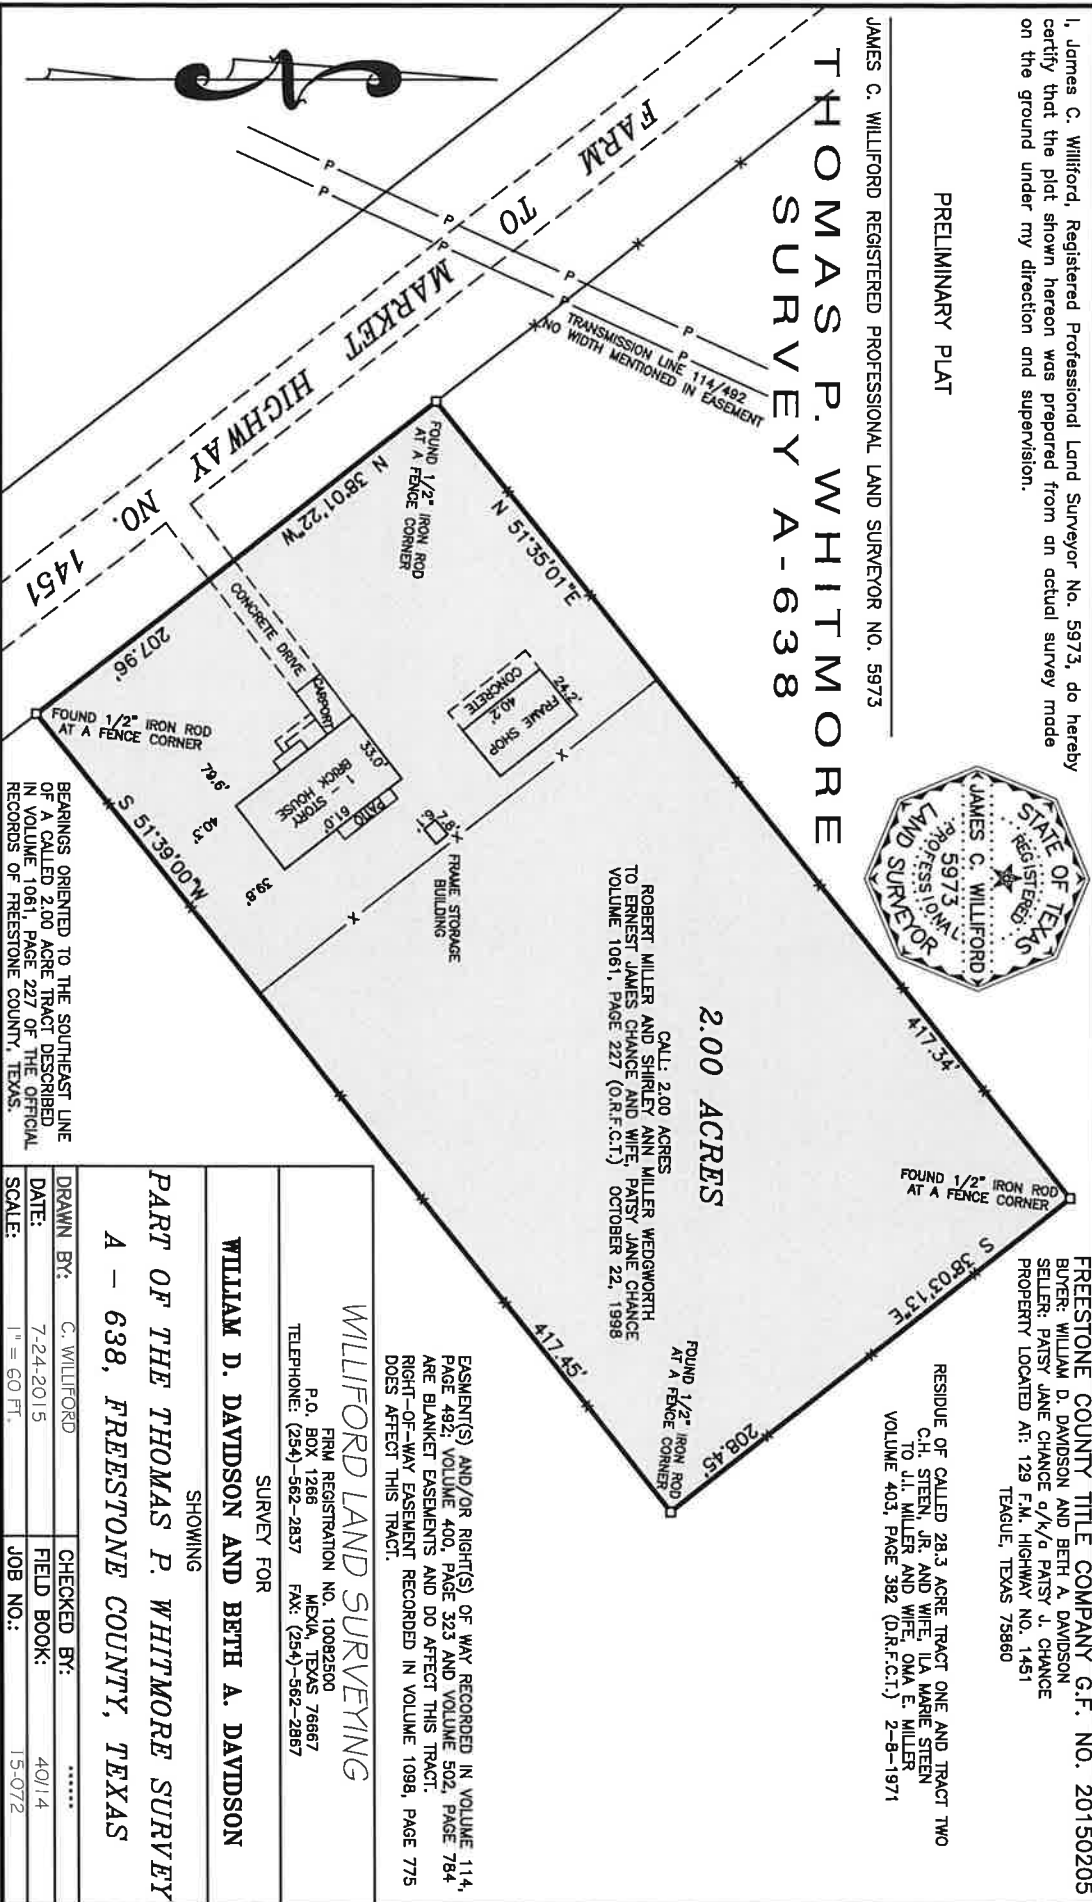 I, James C. Williford, Registered Professional Land Surveyor No. 5973, do hereby
certify that the plat shown hereon was prepared from an actual survey made
on the ground under my direction and supervision.
PRELIMINARY PLAT
JAMES C. WILLIFORD REGISTERED PROFESSIONAL LAND SURVEYOR NO. 5973
STATE OF TEXAS
REGISTERED
JAMES C. WILLIFORD
5973
PROFESSIONAL
LAND SURVEYOR
FREESTONE COUNTY TITLE COMPANY G.F. NO. 20150205
BUYER: WILLIAM D. DAVIDSON AND BETH A. DAVIDSON
SELLER: PATSY JANE CHANCE a/k/a PATSY J. CHANCE
PROPERTY LOCATED AT: 129 F.M. HIGHWAY NO. 1451
TEAGUE, TEXAS 75860
THOMAS P. WHITMORE
SURVEY A-638
RESIDUE OF CALLED 28.3 ACRE TRACT ONE AND TRACT TWO
C.H. STEEN, JR. AND WIFE, ILA MARIE STEEN
TO J.I. MILLER AND WIFE, OMA E. MILLER
VOLUME 403, PAGE 382 (D.R.F.C.T.) 2-8-1971
FARM TO MARKET HIGHWAY NO. 1451
P P P P P
P P P P P
TRANSMISSION LINE 114/492
NO WIDTH MENTIONED IN EASEMENT
FOUND 1/2" IRON ROD
AT A FENCE CORNER
N 51°35'01"E
417.34'
FOUND 1/2" IRON ROD
AT A FENCE CORNER
S 38°03'13"E
208.45'
FOUND 1/2" IRON ROD
AT A FENCE CORNER
417.45'
S 51°39'00"W
FOUND 1/2" IRON ROD
AT A FENCE CORNER
N 38°01'22"W
207.96'
2.00 ACRES
CALL: 2.00 ACRES
ROBERT MILLER AND SHIRLEY ANN MILLER WEDGWORTH
TO ERNEST JAMES CHANCE AND WIFE, PATSY JANE CHANCE
VOLUME 1061, PAGE 227 (O.R.F.C.T.) OCTOBER 22, 1998
24.2'
FRAME SHOP
40.2'
CONCRETE
X
X
X
7.8'
6.1'
FRAME STORAGE
BUILDING
CONCRETE DRIVE
CARPORT
33.0'
1 - STORY
BRICK HOUSE
61.0'
PATIO
79.6'
40.3'
39.8'
BEARINGS ORIENTED TO THE SOUTHEAST LINE
OF A CALLED 2.00 ACRE TRACT DESCRIBED
IN VOLUME 1061, PAGE 227 OF THE OFFICIAL
RECORDS OF FREESTONE COUNTY, TEXAS.
EASMENT(S) AND/OR RIGHT(S) OF WAY RECORDED IN VOLUME 114,
PAGE 492; VOLUME 400, PAGE 323 AND VOLUME 502, PAGE 784
ARE BLANKET EASEMENTS AND DO AFFECT THIS TRACT.
RIGHT-OF-WAY EASEMENT RECORDED IN VOLUME 1098, PAGE 775
DOES AFFECT THIS TRACT.
WILLIFORD LAND SURVEYING
FIRM REGISTRATION NO. 10082500
P.O. BOX 1266 MEXIA, TEXAS 76667
TELEPHONE: (254)-562-2837 FAX: (254)-562-2867
SURVEY FOR
WILLIAM D. DAVIDSON AND BETH A. DAVIDSON
SHOWING
PART OF THE THOMAS P. WHITMORE SURVEY
A - 638, FREESTONE COUNTY, TEXAS
DRAWN BY: C. WILLIFORD CHECKED BY: ......
DATE: 7-24-2015 FIELD BOOK: 40/14
SCALE: 1" = 60 FT. JOB NO.: 15-072